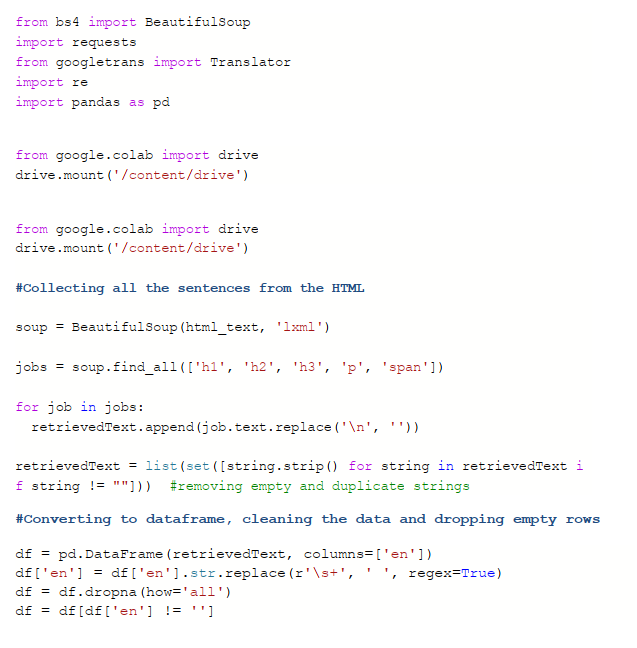 from bs4 import BeautifulSoup
import requests
from googletrans import Translator
import re
import pandas as pd
from google.colab import drive
drive.mount('/content/drive')
from google.colab import drive
drive.mount('/content/drive')
#Collecting all the sentences from the HTML
soup = BeautifulSoup(html_text, 'lxml')
jobs = soup.find_all(['h1', 'h2', 'h3', 'p', 'span'])
for job in jobs:
  retrievedText.append(job.text.replace('\n', ''))
retrievedText = list(set([string.strip() for string in retrievedText i
f string != ""]))  #removing empty and duplicate strings
#Converting to dataframe, cleaning the data and dropping empty rows
df = pd.DataFrame(retrievedText, columns=['en'])
df['en'] = df['en'].str.replace(r'\s+', ' ', regex=True)
df = df.dropna(how='all')
df = df[df['en'] != '']